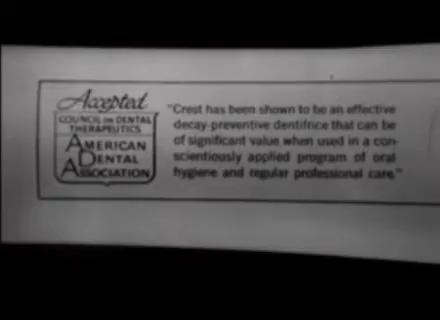 Accepted
COUNCIL ON DENTAL
THERAPEUTICS
AMERICAN
DENTAL
ASSOCIATION
"Crest has been shown to be an effective
decay-preventive dentifrice that can be
of significant value when used in a con-
scientiously applied program of oral
hygiene and regular professional care."